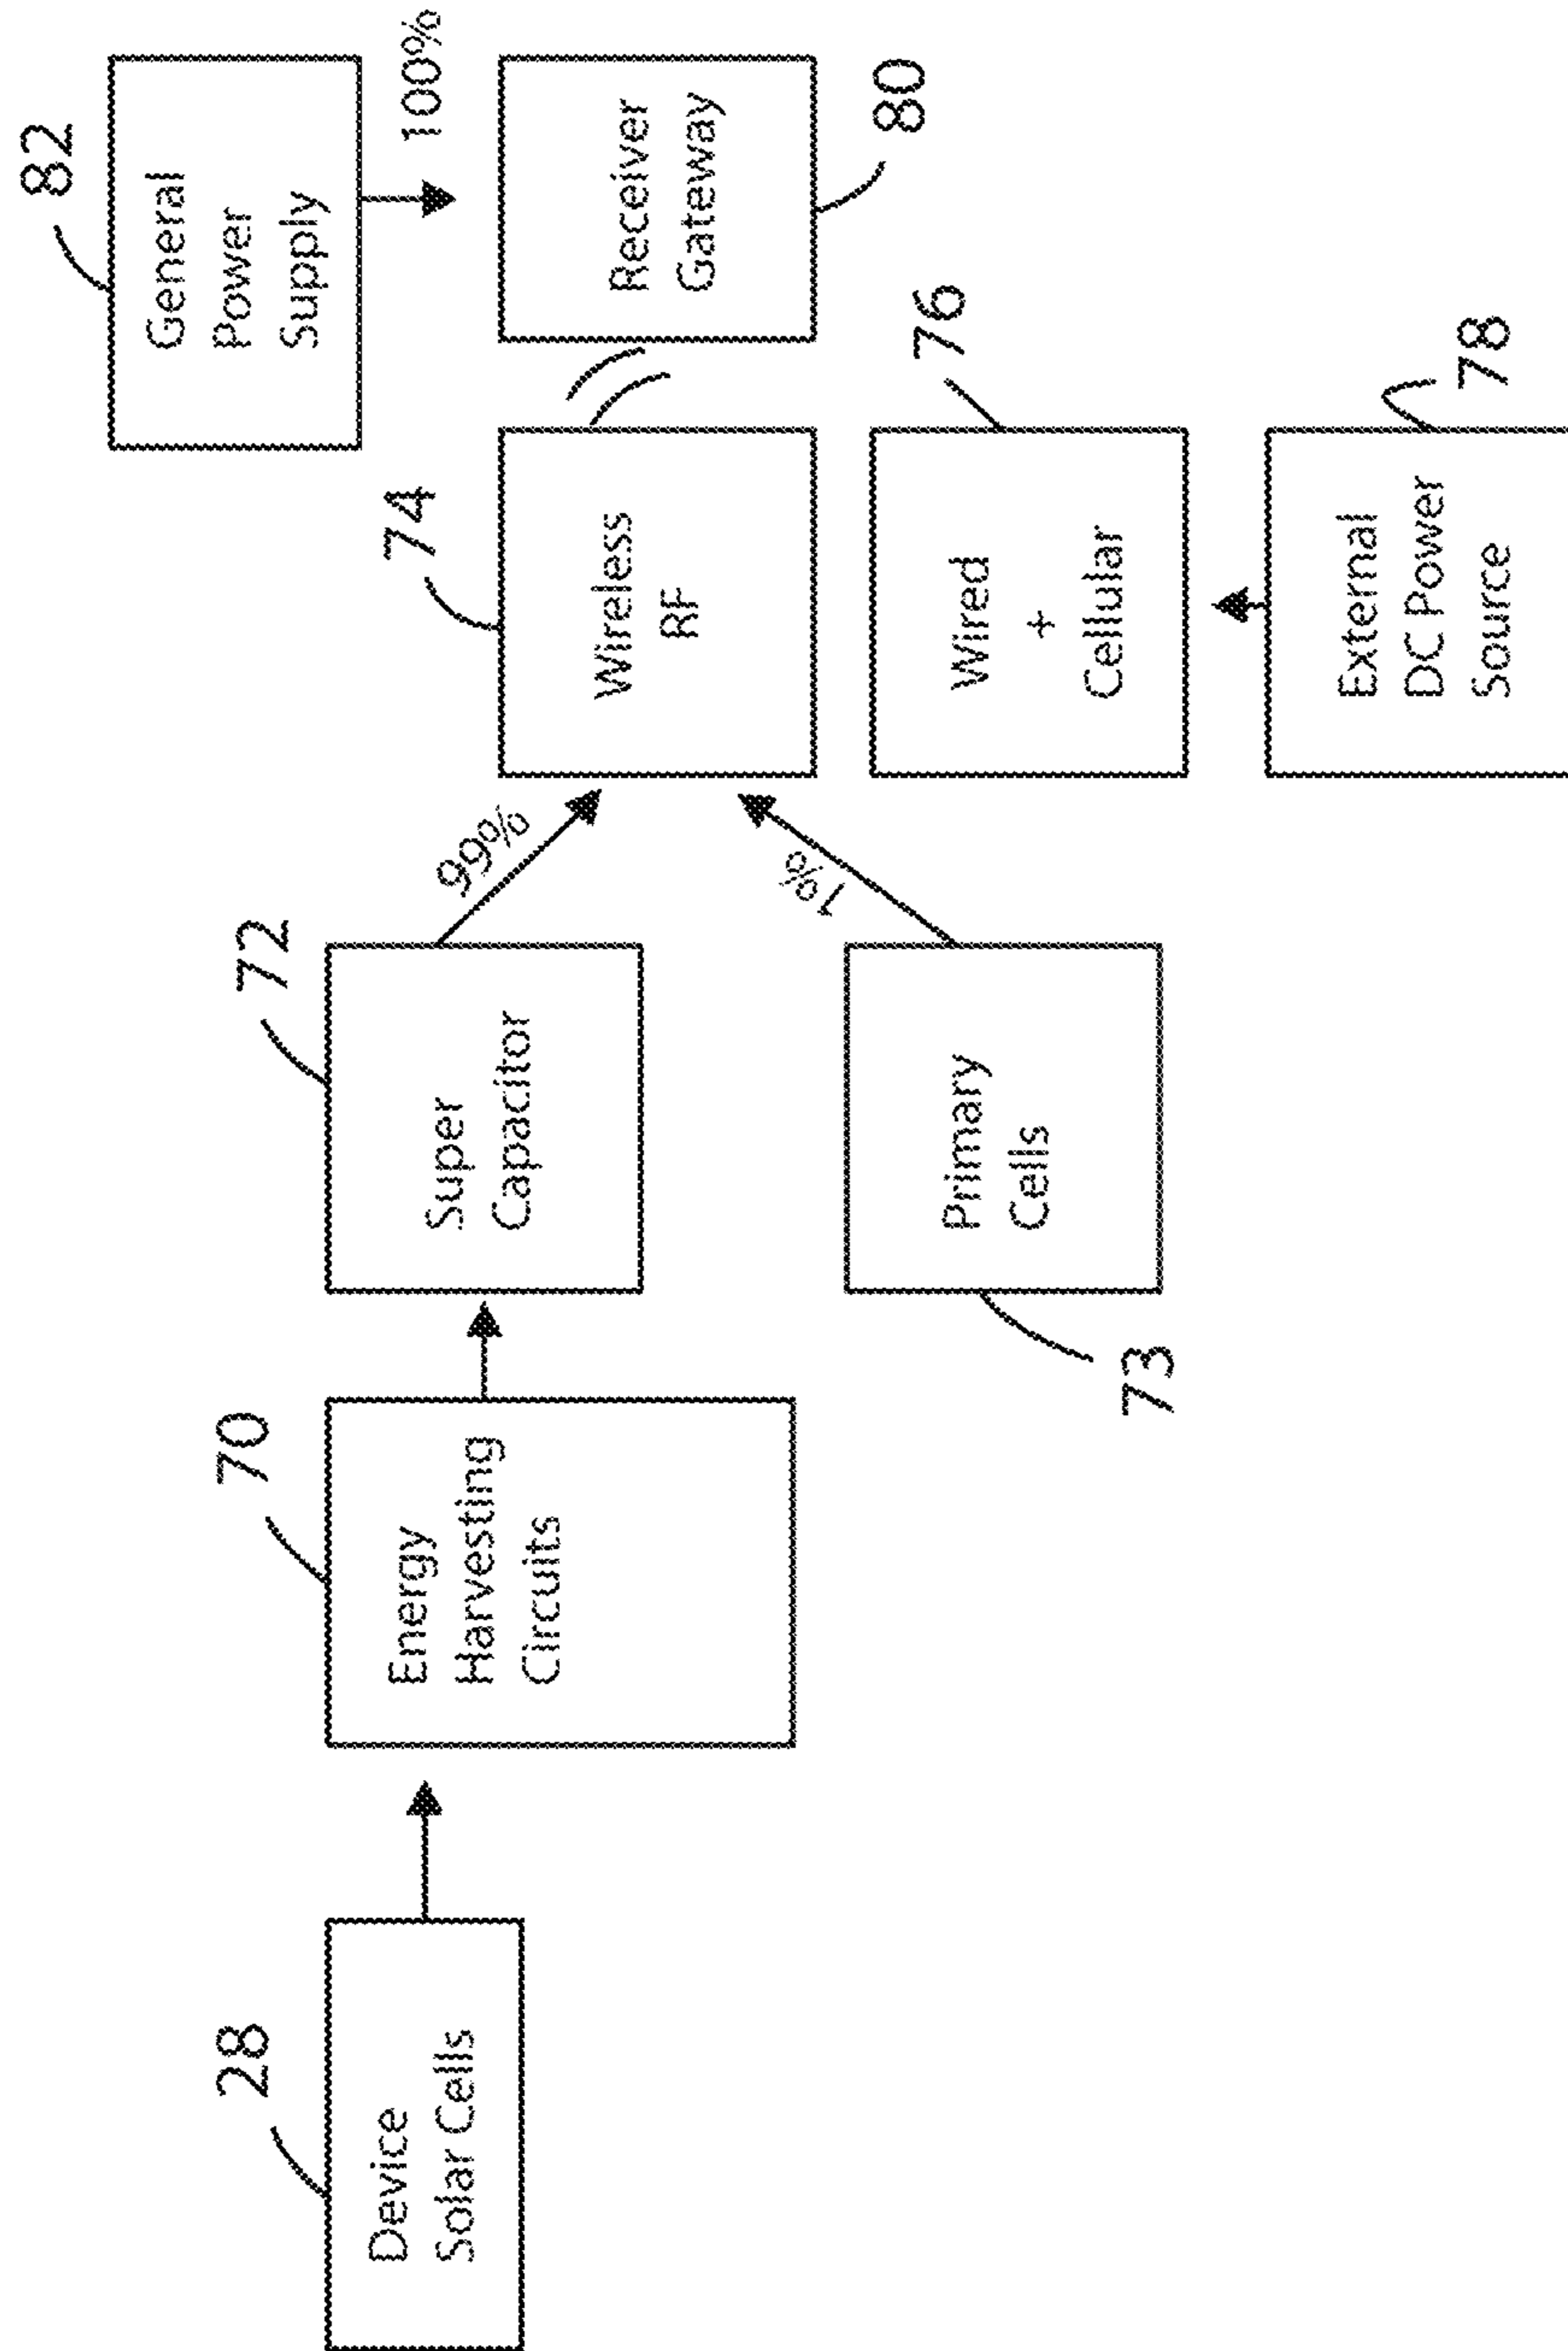 82
General
Power
Supply
100%
28
Device
Solar Cells
70
Energy
Harvesting
Circuits
72
Super
Capacitor
99%
74
Wireless
RF
Receiver
Gateway
80
73
Primary
Cells
1%
76
Wired
+
Cellular
78
External
DC Power
Source